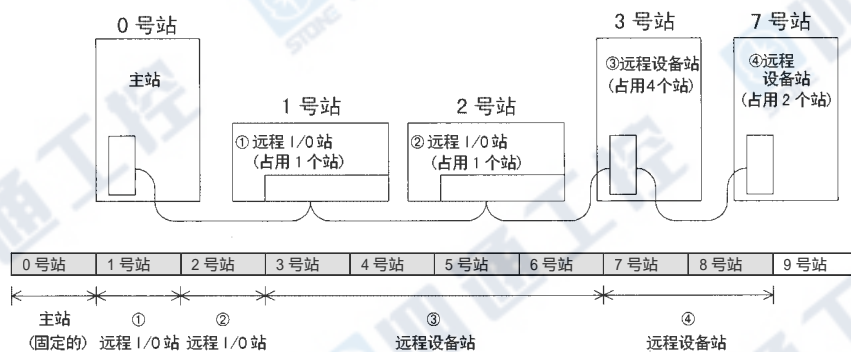 0 号站
3 号站
7 号站
主站
③远程设备站
(占用4个站)
④远程
设备站
(占用 2 个站)
1 号站
2 号站
①远程 I/O 站
(占用 1 个站)
②远程 I/O 站
(占用 1 个站)
0 号站
1 号站
2 号站
3 号站
4 号站
5 号站
6 号站
7 号站
8 号站
9 号站
主站
(固定的)
①
远程 I/O 站
②
远程 I/O 站
③
远程设备站
④
远程设备站
四通工控
STONE